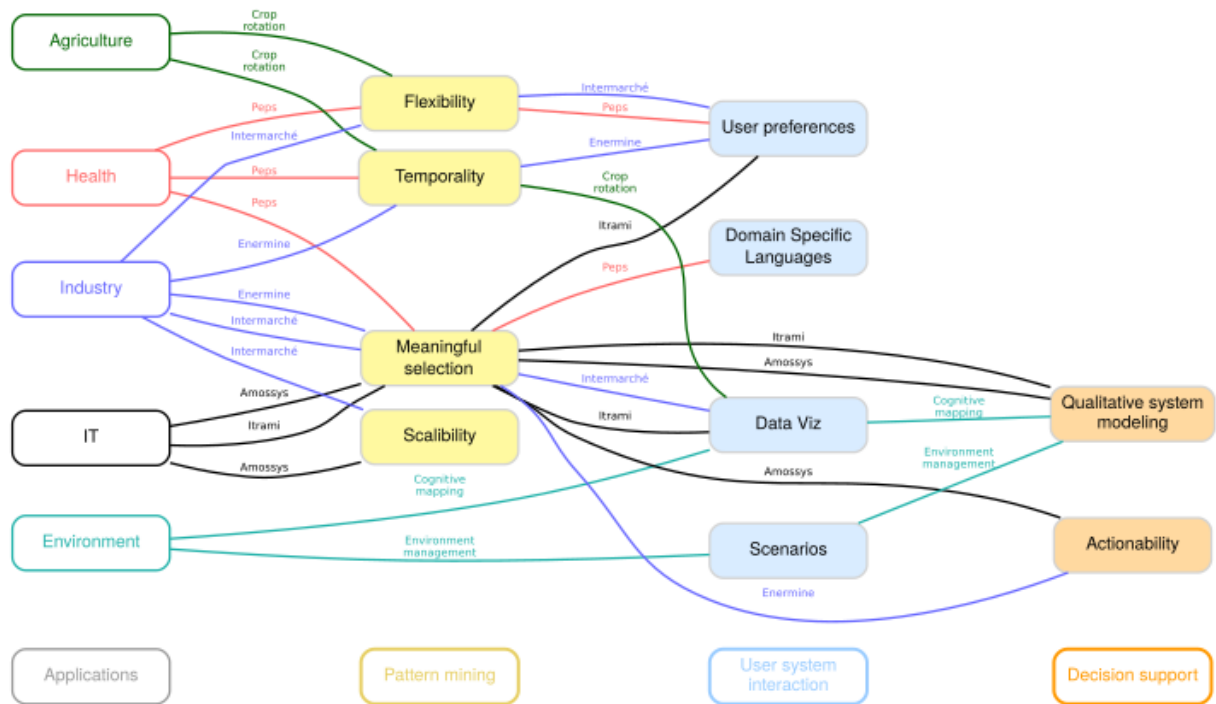 Crop
rotation
Agriculture
Crop
rotation
Intermarché
Flexibility
Peps
Peps
User preferences
Intermarché
Enermine
Health
Peps
Temporality
Crop
rotation
Peps
Itrami
Domain Specific
Languages
Enermine
Peps
Industry
Enermine
Intermarché
Itrami
Meaningful
selection
Intermarché
Amossys
Intermarché
Amossys
Cognitive
mapping
Qualitative system
modeling
Itrami
Itrami
Data Viz
IT
Scalibility
Environment
management
Amossys
Amossys
Cognitive
mapping
Environment
Environment
management
Scenarios
Actionability
Enermine
Applications
Pattern mining
User system
interaction
Decision support